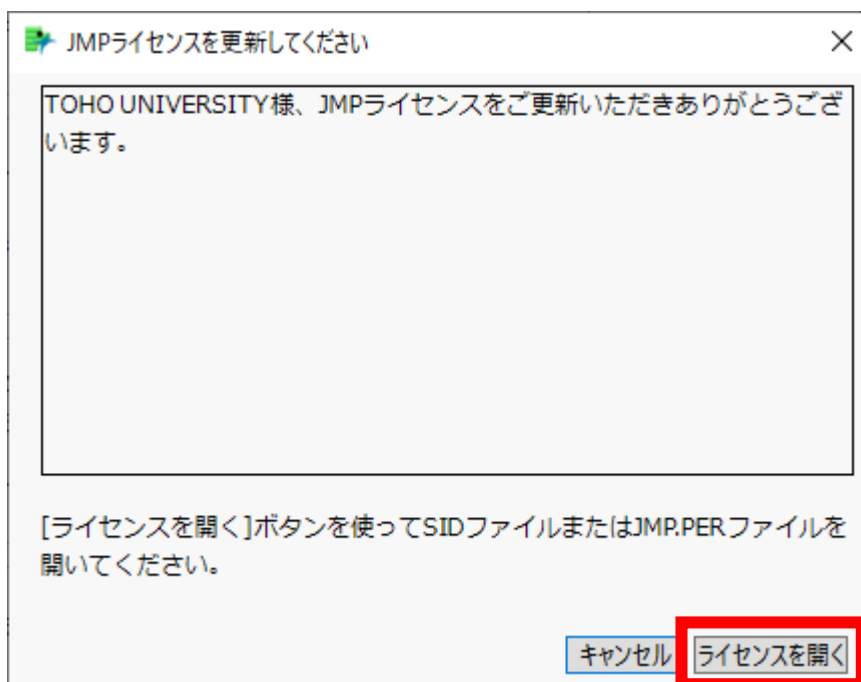 JMPライセンスを更新してください
TOHO UNIVERSITY様、JMPライセンスをご更新いただきありがとうござ
います。
[ライセンスを開く]ボタンを使ってSIDファイルまたはJMP.PERファイルを
開いてください。
キャンセル ライセンスを開く